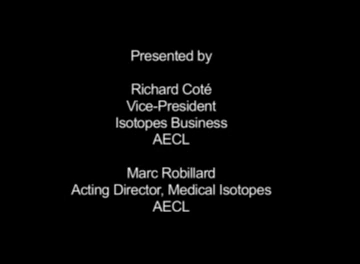 Presented by
Richard Coté
Vice-President
Isotopes Business
AECL
Marc Robillard
Acting Director, Medical Isotopes
AECL